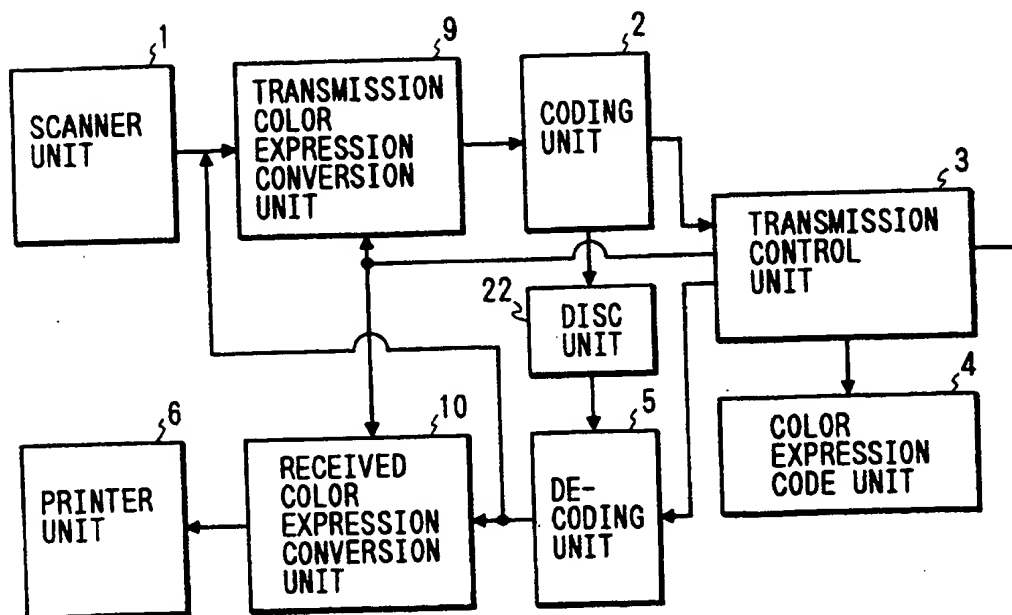 1
SCANNER
UNIT
9
TRANSMISSION
COLOR
EXPRESSION
CONVERSION
UNIT
2
CODING
UNIT
3
TRANSMISSION
CONTROL
UNIT
22
DISC
UNIT
4
COLOR
EXPRESSION
CODE UNIT
5
DE-
CODING
UNIT
10
RECEIVED
COLOR
EXPRESSION
CONVERSION
UNIT
6
PRINTER
UNIT